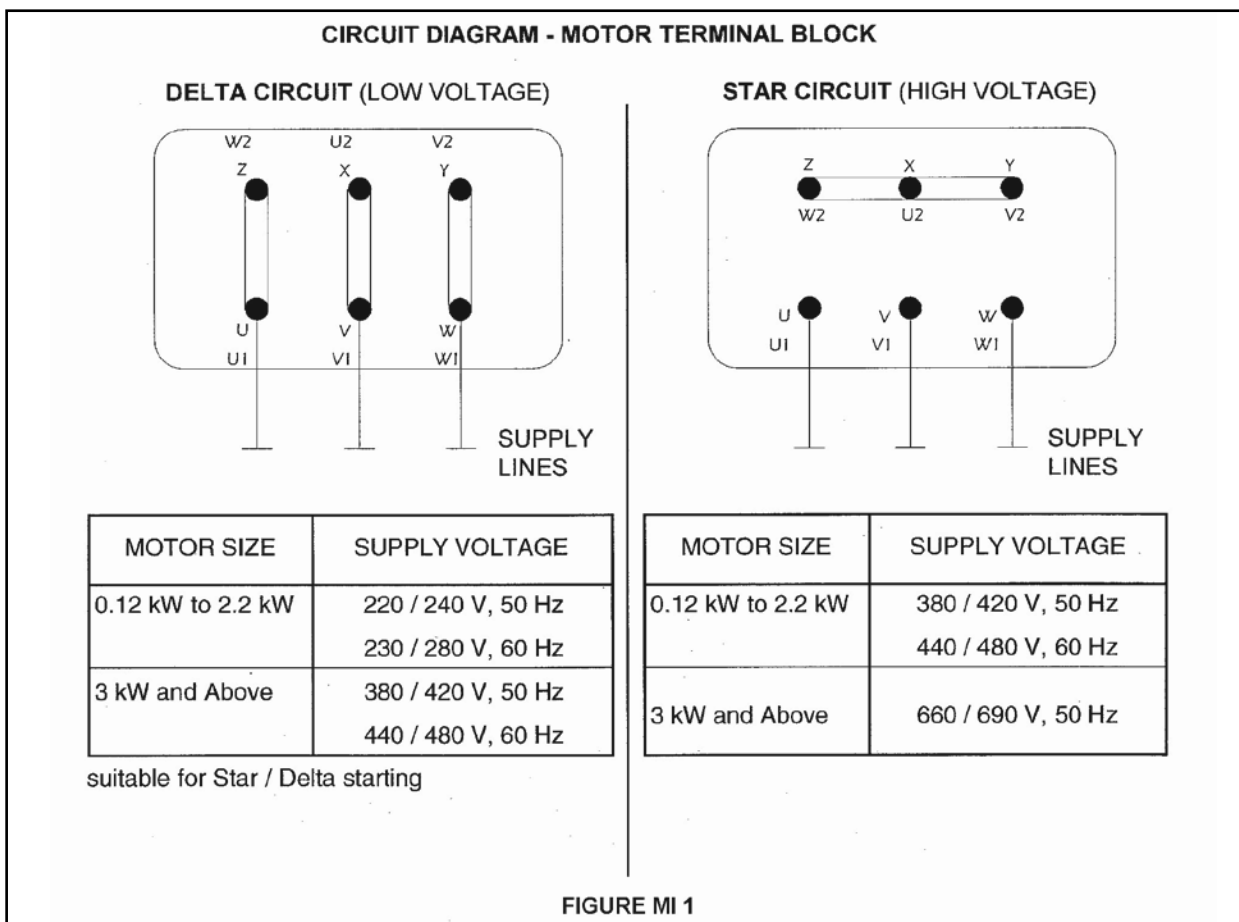 CIRCUIT DIAGRAM - MOTOR TERMINAL BLOCK
DELTA CIRCUIT (LOW VOLTAGE)
W2 U2 V2
Z X Y
U V W
U1 V1 W1
SUPPLY
LINES
MOTOR SIZE SUPPLY VOLTAGE
0.12 kW to 2.2 kW 220 / 240 V, 50 Hz
230 / 280 V, 60 Hz
3 kW and Above 380 / 420 V, 50 Hz
440 / 480 V, 60 Hz
suitable for Star / Delta starting
STAR CIRCUIT (HIGH VOLTAGE)
Z X Y
W2 U2 V2
U V W
U1 V1 W1
SUPPLY
LINES
MOTOR SIZE SUPPLY VOLTAGE
0.12 kW to 2.2 kW 380 / 420 V, 50 Hz
440 / 480 V, 60 Hz
3 kW and Above 660 / 690 V, 50 Hz
FIGURE MI 1